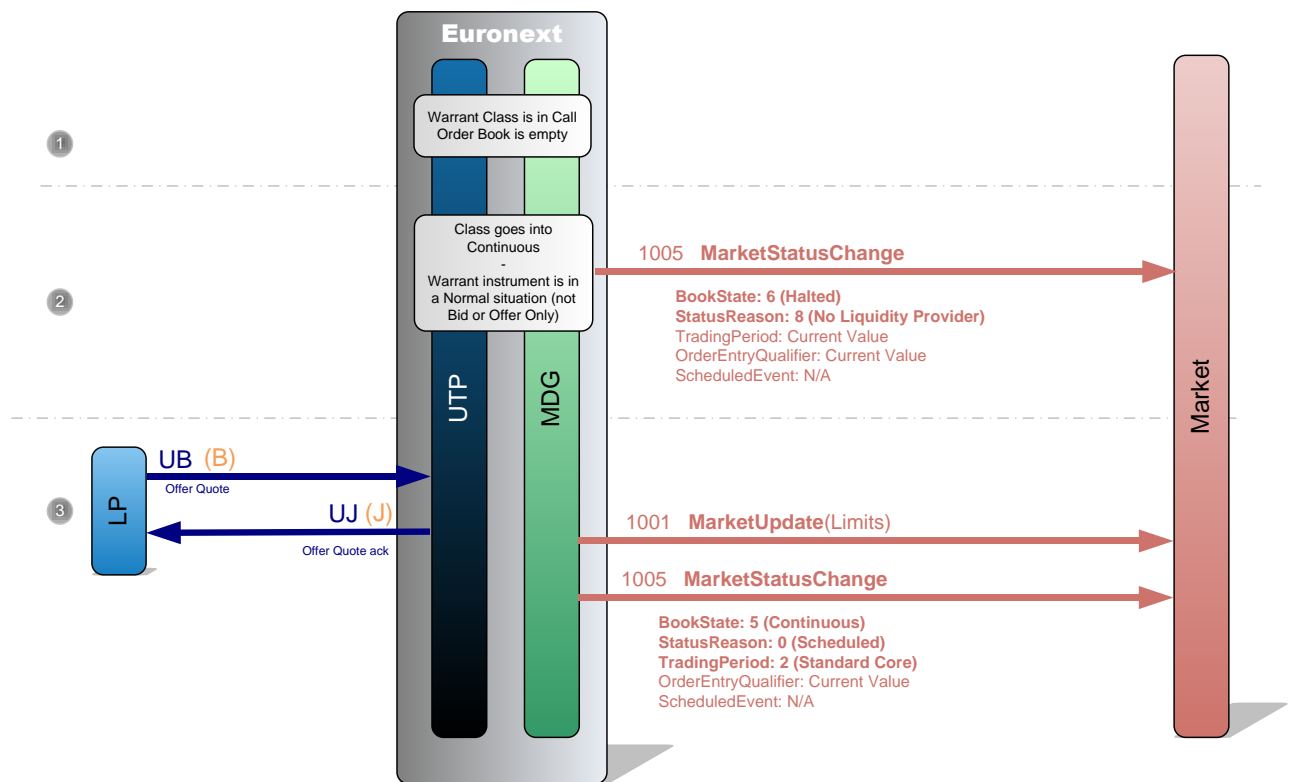 Euronext
1
Warrant Class is in Call
Order Book is empty
2
Class goes into
Continuous
-
Warrant instrument is in
a Normal situation (not
Bid or Offer Only)
1005 MarketStatusChange
BookState: 6 (Halted)
StatusReason: 8 (No Liquidity Provider)
TradingPeriod: Current Value
OrderEntryQualifier: Current Value
ScheduledEvent: N/A
UTP
MDG
Market
3
LP
UB (B)
Offer Quote
UJ (J)
Offer Quote ack
1001 MarketUpdate(Limits)
1005 MarketStatusChange
BookState: 5 (Continuous)
StatusReason: 0 (Scheduled)
TradingPeriod: 2 (Standard Core)
OrderEntryQualifier: Current Value
ScheduledEvent: N/A